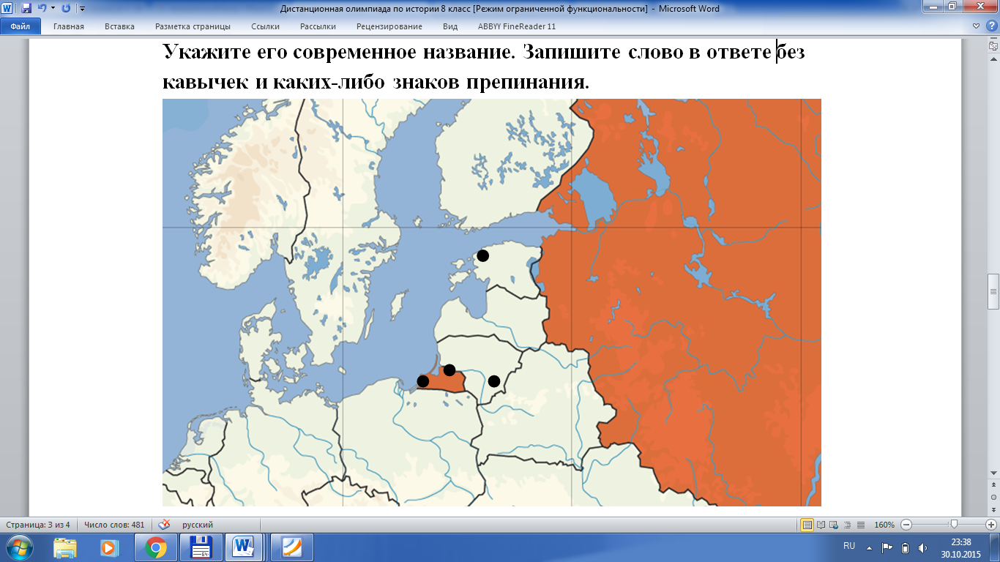 Дистанционная олимпиада по истории 8 класс [Режим ограниченной функциональности] - Microsoft Word
Файл Главная Вставка Разметка страницы Ссылки Рассылки Рецензирование Вид ABBYY FineReader 11
Укажите его современное название. Запишите слово в ответе без
кавычек и каких-либо знаков препинания.
Страница: 3 из 4 Число слов: 481 русский 160%
RU 23:38
30.10.2015